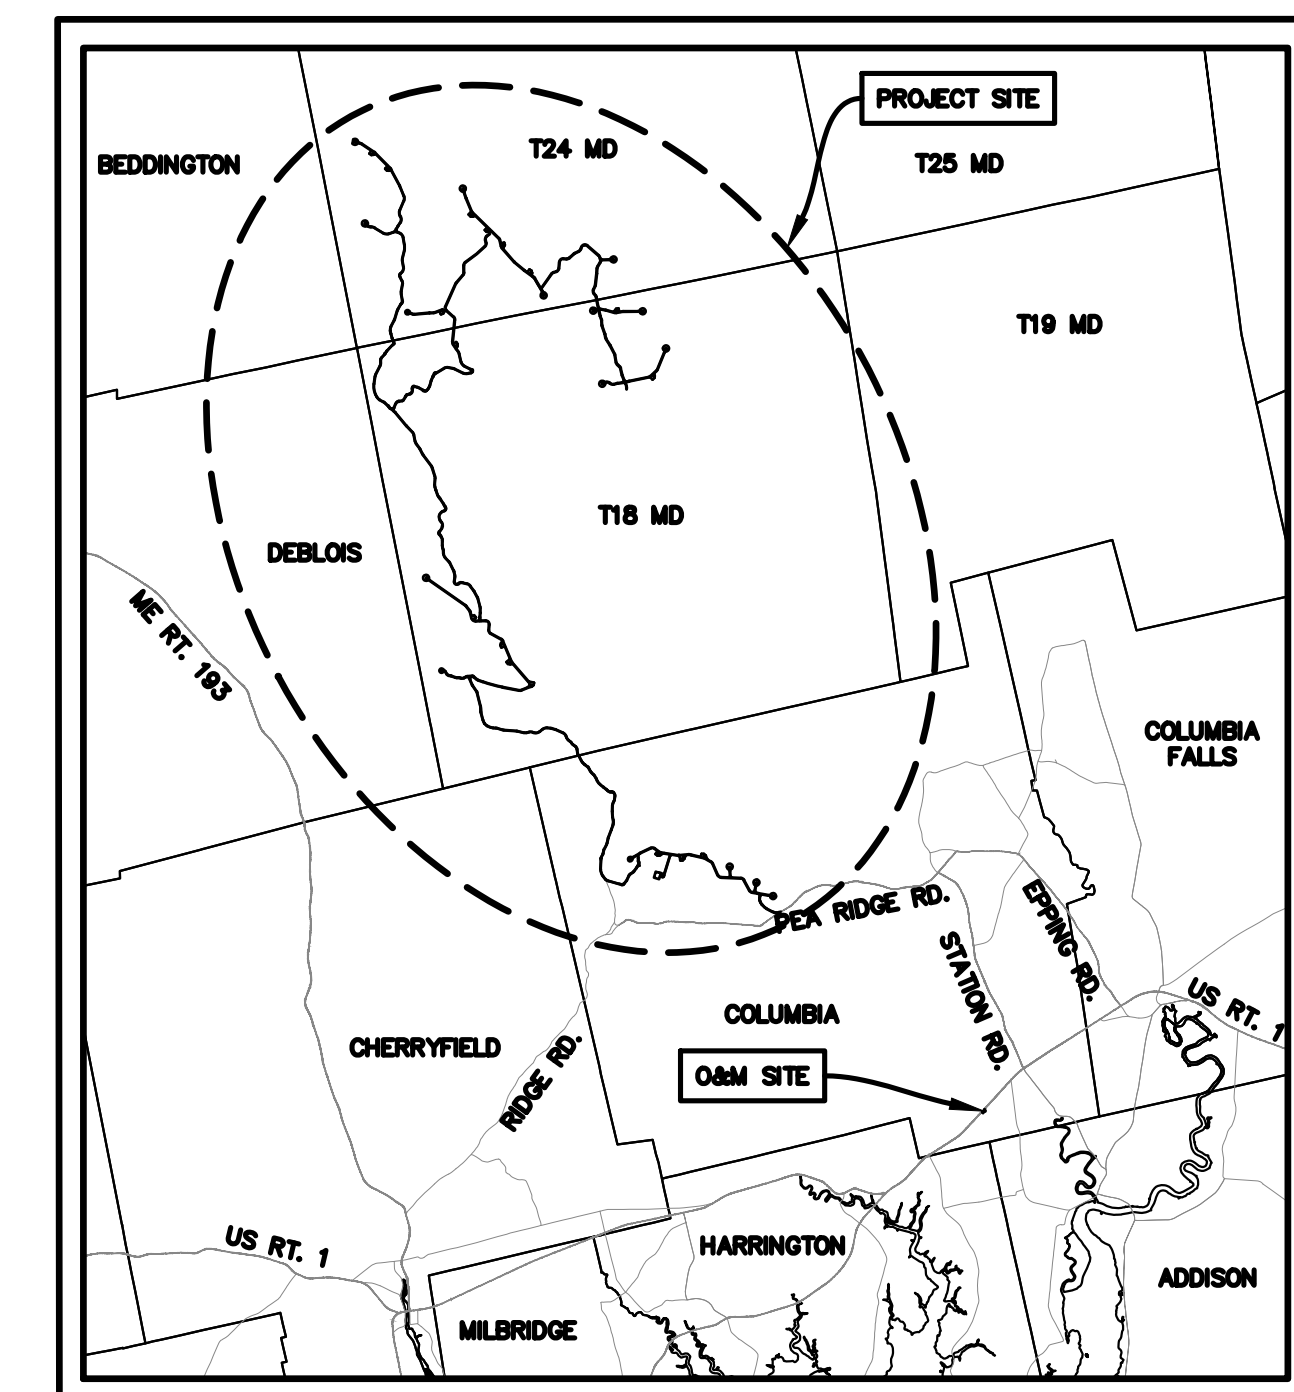 PROJECT SITE
T24 MD
BEDDINGTON
T25 MD
T19 MD
T18 MD
DEBLOIS
ME RT. 193
COLUMBIA
FALLS
PEA RIDGE RD.
EPPING RD.
STATION RD.
US RT. 1
COLUMBIA
CHERRYFIELD
RIDGE RD.
O&M SITE
US RT. 1
HARRINGTON
ADDISON
MILBRIDGE